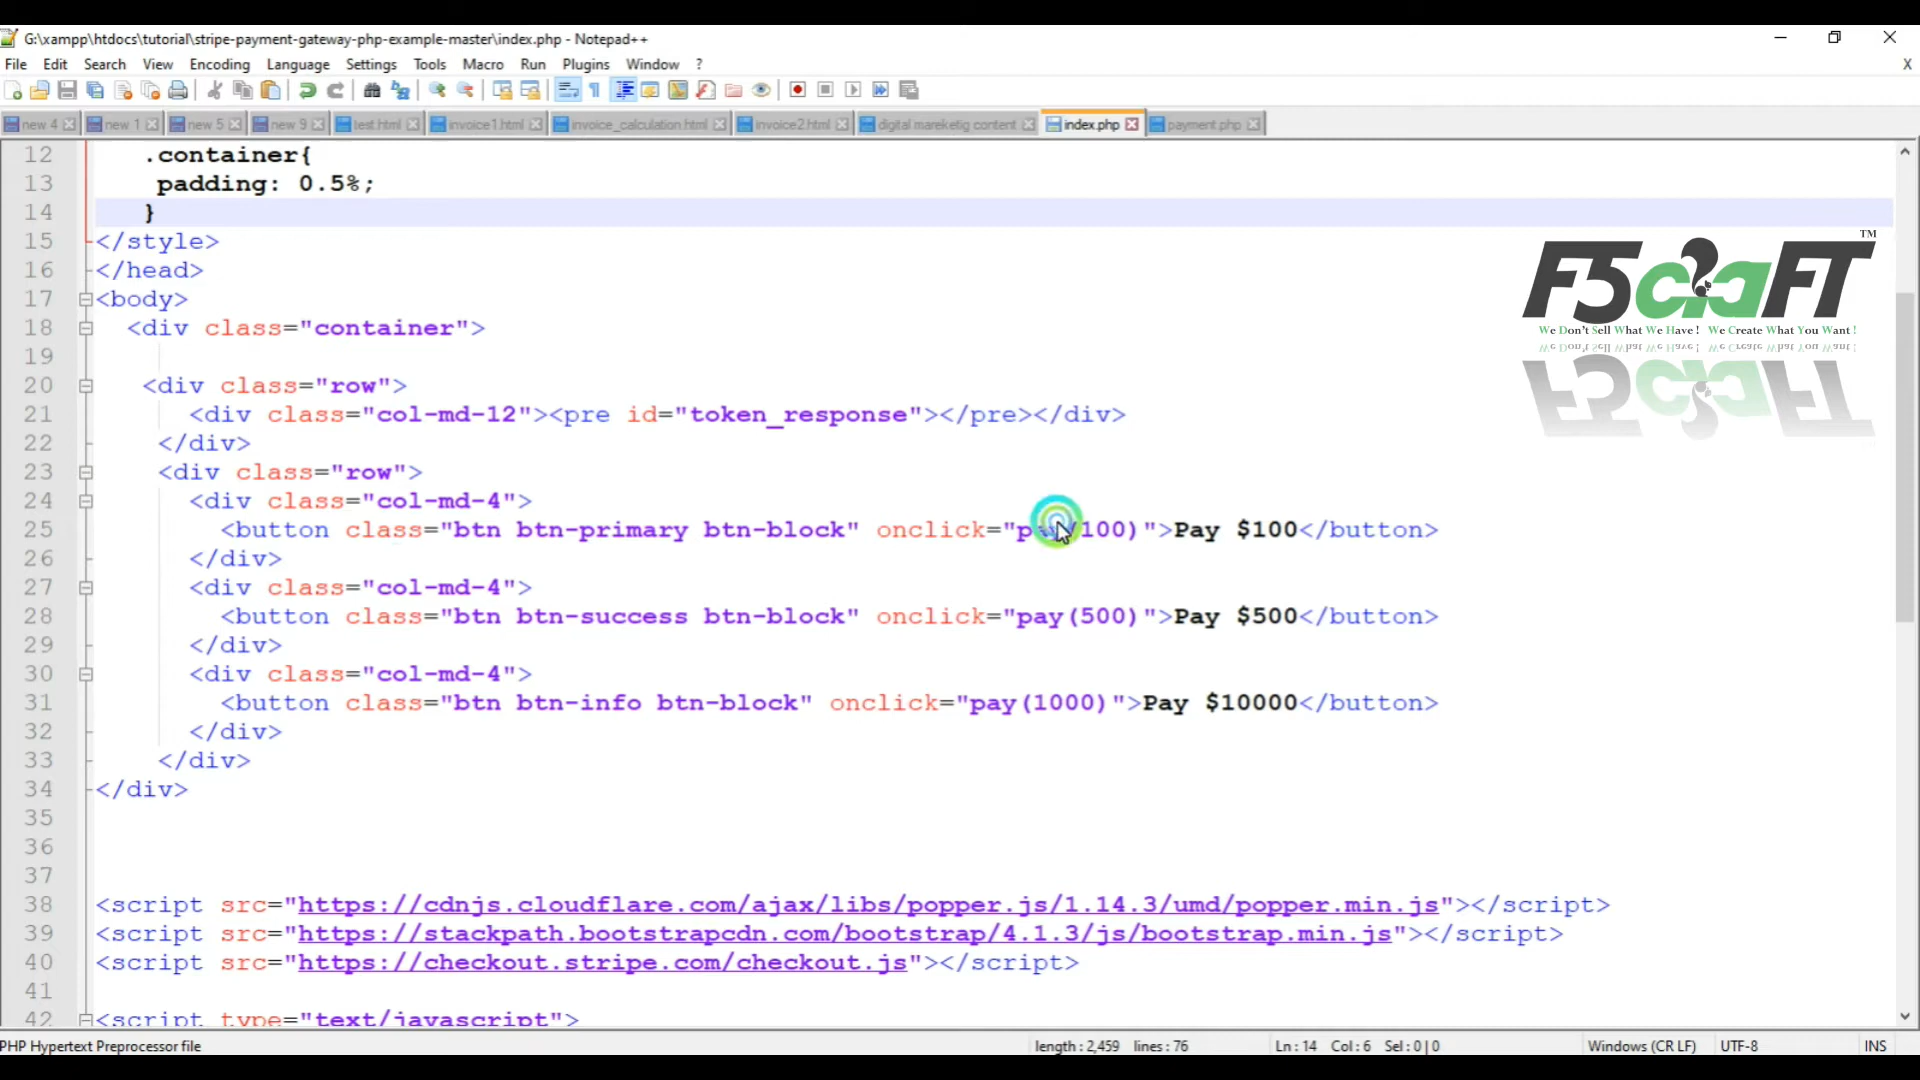 G:\xampp\htdocs\tutorial\stripe-payment-gateway-php-example-master\index.php - Notepad++
File Edit Search View Encoding Language Settings Tools Macro Run Plugins Window ? X
new 4 new 1 new 5 new 9 test.html invoice1.html invoice_calculation.html invoice2.html digital mareketig content index.php payment.php
12 .container{
13 padding: 0.5%;
14 }
15 </style>
16 </head>
17 <body>
18 <div class="container">
19
20 <div class="row">
21 <div class="col-md-12"><pre id="token_response"></pre></div>
22 </div>
23 <div class="row">
24 <div class="col-md-4">
25 <button class="btn btn-primary btn-block" onclick="pay(100)">Pay $100</button>
26 </div>
27 <div class="col-md-4">
28 <button class="btn btn-success btn-block" onclick="pay(500)">Pay $500</button>
29 </div>
30 <div class="col-md-4">
31 <button class="btn btn-info btn-block" onclick="pay(1000)">Pay $10000</button>
32 </div>
33 </div>
34 </div>
35
36
37
38 <script src="https://cdnjs.cloudflare.com/ajax/libs/popper.js/1.14.3/umd/popper.min.js"></script>
39 <script src="https://stackpath.bootstrapcdn.com/bootstrap/4.1.3/js/bootstrap.min.js"></script>
40 <script src="https://checkout.stripe.com/checkout.js"></script>
41
42 <script type="text/javascript">
F5craFT TM
We Don't Sell What We Have! We Create What You Want!
PHP Hypertext Preprocessor file length : 2,459 lines : 76 Ln : 14 Col : 6 Sel : 0 | 0 Windows (CR LF) UTF-8 INS